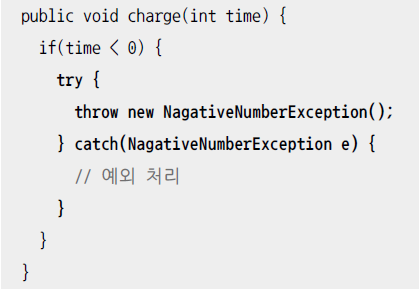 public void charge(int time) {
if(time < 0) {
try {
throw new NagativeNumberException();
} catch(NagativeNumberException e) {
// 예외 처리
}
}
}